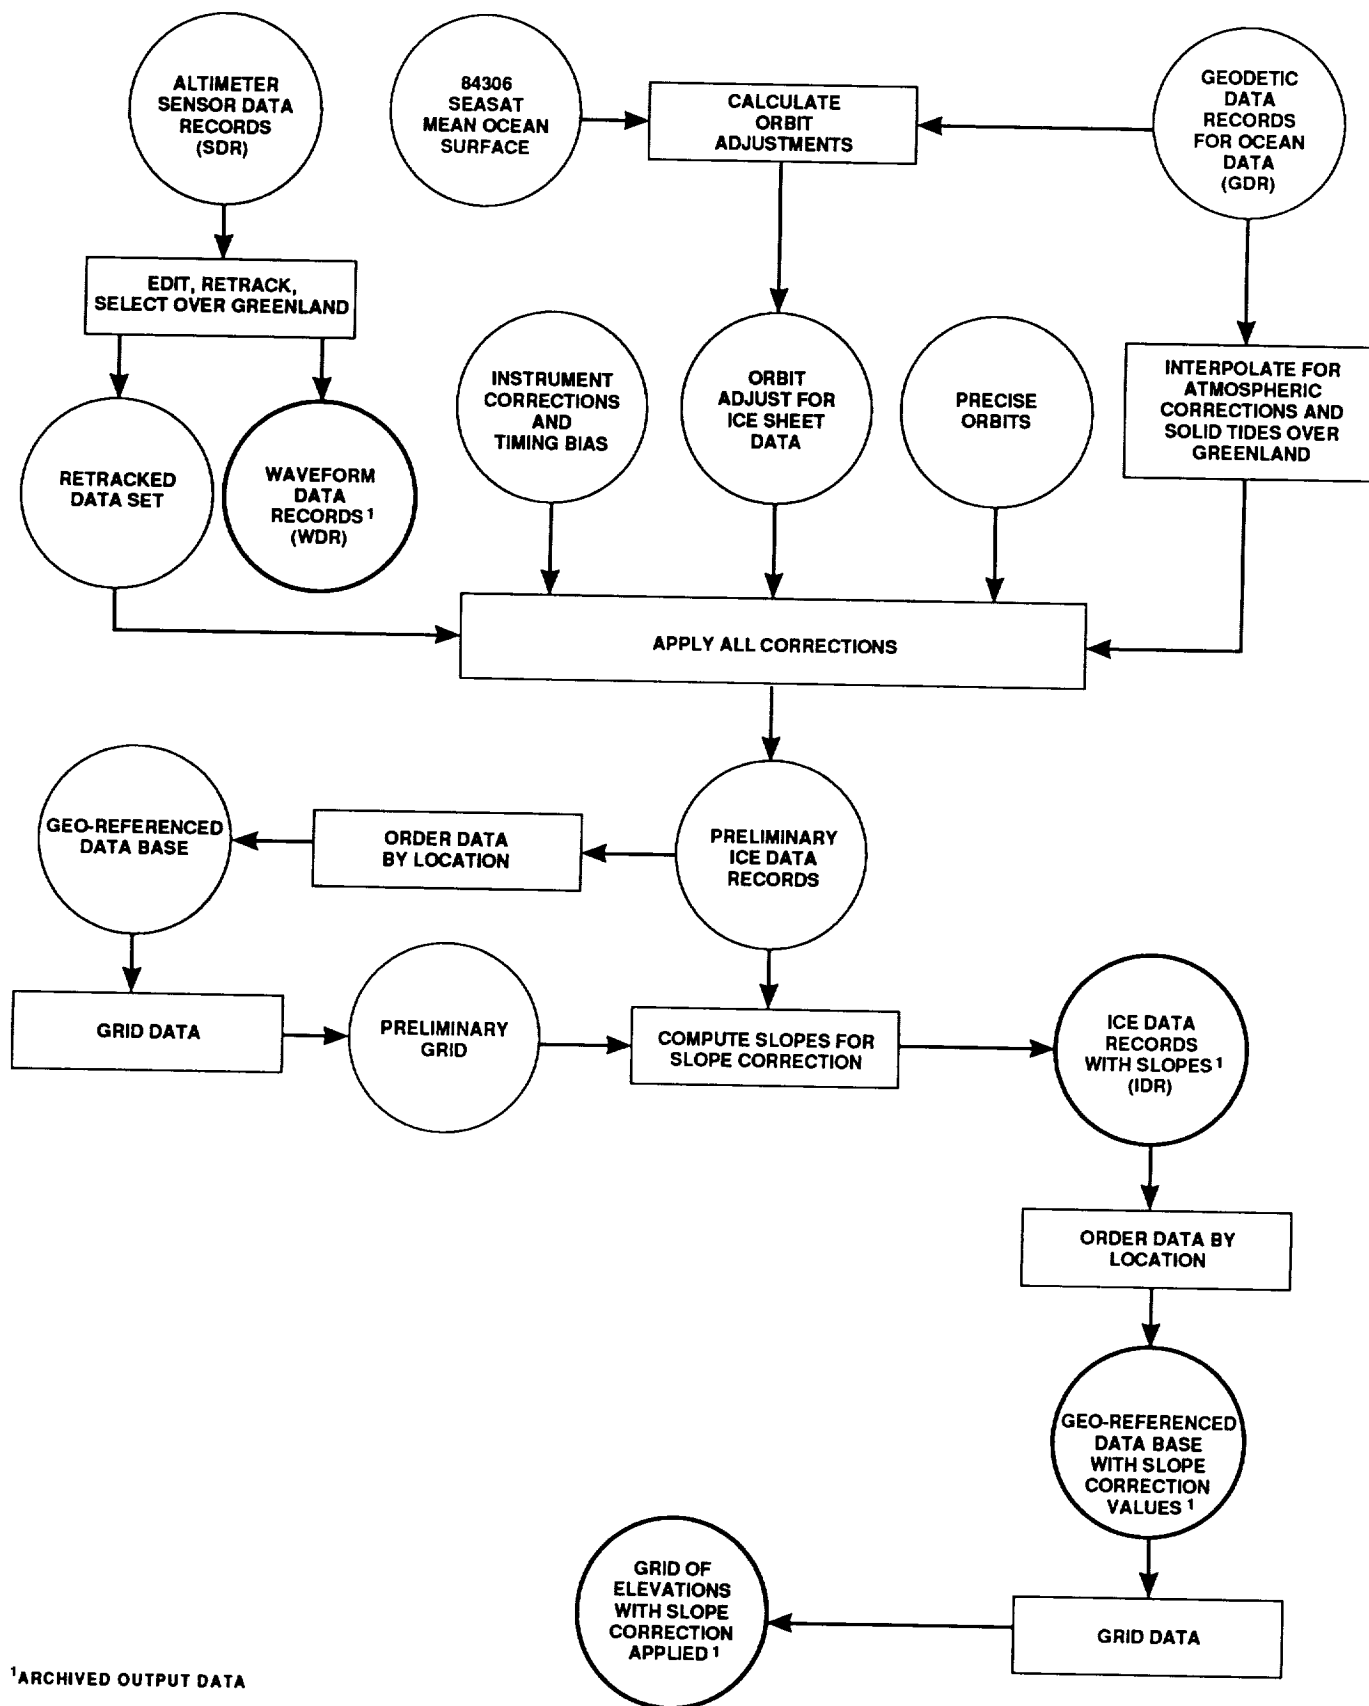 ALTIMETER
SENSOR DATA
RECORDS
(SDR)
84306
SEASAT
MEAN OCEAN
SURFACE
CALCULATE
ORBIT
ADJUSTMENTS
GEODETIC
DATA
RECORDS
FOR OCEAN
DATA
(GDR)
EDIT, RETRACK,
SELECT OVER GREENLAND
RETRACKED
DATA SET
WAVEFORM
DATA
RECORDS 1
(WDR)
INSTRUMENT
CORRECTIONS
AND
TIMING BIAS
ORBIT
ADJUST FOR
ICE SHEET
DATA
PRECISE
ORBITS
INTERPOLATE FOR
ATMOSPHERIC
CORRECTIONS AND
SOLID TIDES OVER
GREENLAND
APPLY ALL CORRECTIONS
GEO-REFERENCED
DATA BASE
ORDER DATA
BY LOCATION
PRELIMINARY
ICE DATA
RECORDS
GRID DATA
PRELIMINARY
GRID
COMPUTE SLOPES FOR
SLOPE CORRECTION
ICE DATA
RECORDS
WITH SLOPES 1
(IDR)
ORDER DATA BY
LOCATION
GEO-REFERENCED
DATA BASE
WITH SLOPE
CORRECTION
VALUES 1
GRID OF
ELEVATIONS
WITH SLOPE
CORRECTION
APPLIED 1
GRID DATA
1ARCHIVED OUTPUT DATA